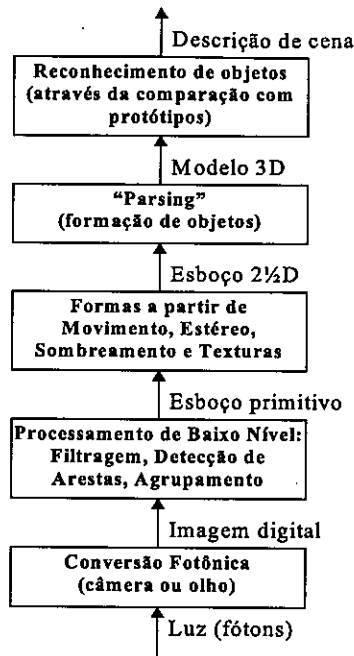 Descrição de cena
Reconhecimento de objetos
(através da comparação com
protótipos)
Modelo 3D
“Parsing”
(formação de objetos)
Esboço 2½D
Formas a partir de
Movimento, Estéreo,
Sombreamento e Texturas
Esboço primitivo
Processamento de Baixo Nível:
Filtragem, Detecção de
Arestas, Agrupamento
Imagem digital
Conversão Fotônica
(câmera ou olho)
Luz (fótons)